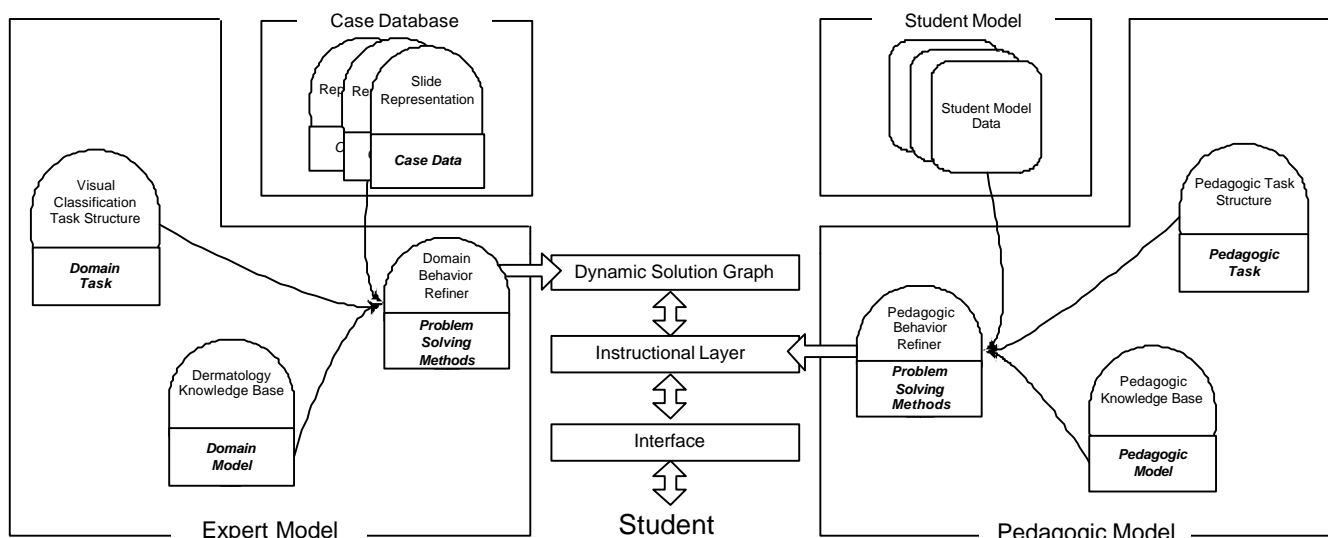 Case Database
Student Model
Rep
Re
Slide
Representation
C
C
Case Data
Student Model
Data
Visual
Classification
Task Structure
Domain
Task
Pedagogic Task
Structure
Pedagogic
Task
Domain
Behavior
Refiner
Problem
Solving
Methods
Dynamic Solution Graph
Instructional Layer
Interface
Student
Pedagogic
Behavior
Refiner
Problem
Solving
Methods
Dermatology
Knowledge Base
Domain
Model
Pedagogic
Knowledge Base
Pedagogic
Model
Expert Model
Pedagogic Model